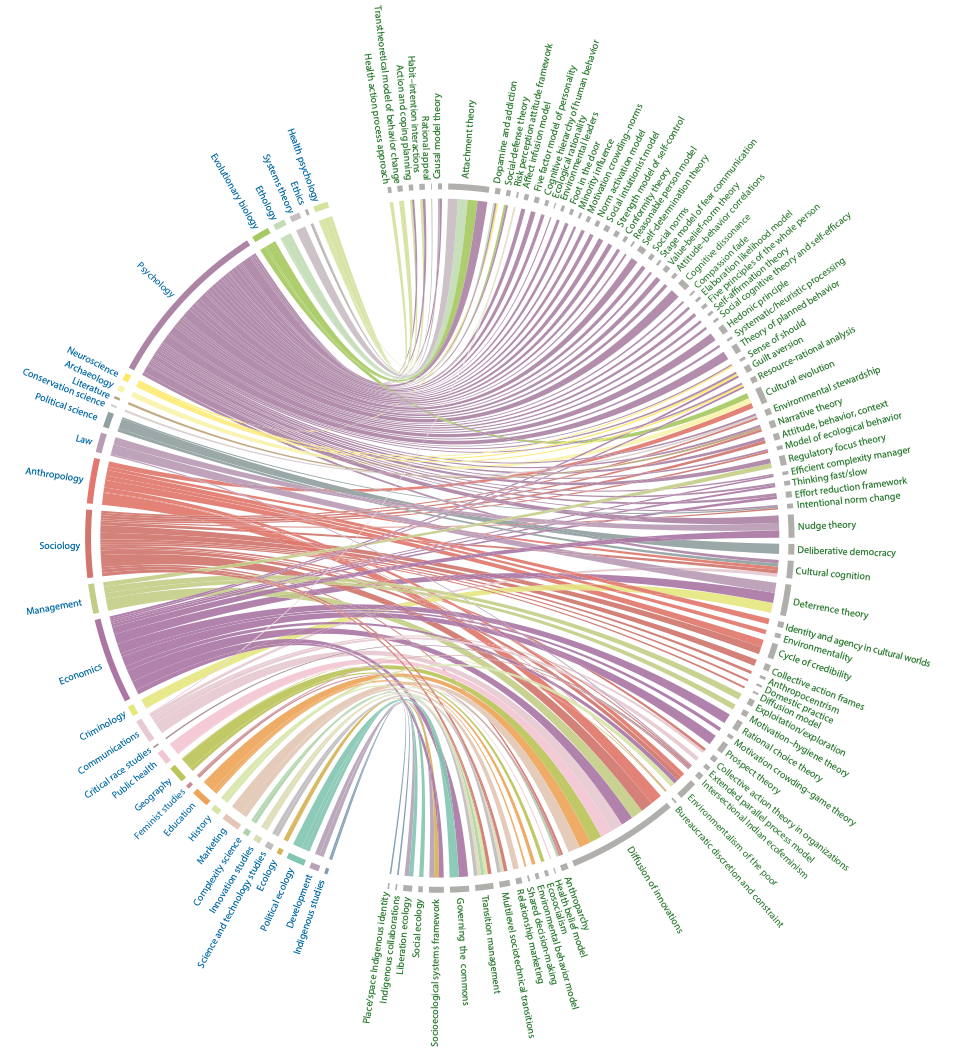 Transtheoretical model of behavior change
Health action process approach
Action and coping planning
Habit–intention interactions
Rational appeal
Causal model theory
Attachment theory
Dopamine and addiction
Social-defense theory
Risk perception attitude framework
Affect infusion model
Five factor model of personality
Cognitive hierarchy of human behavior
Ecological rationality
Environmental leaders
Foot in the door
Minority influence
Motivation crowding–norms
Norm activation model
Social intuitionist model
Strength model of self-control
Conformity theory
Reasonable person model
Self-determination theory
Social norms
Stage model of fear communication
Value-belief-norm theory
Attitude–behavior correlations
Cognitive dissonance
Compassion fade
Elaboration likelihood model
Five principles of the whole person
Self-affirmation theory
Social cognitive theory and self-efficacy
Hedonic principle
Systematic/heuristic processing
Theory of planned behavior
Sense of should
Guilt aversion
Resource-rational analysis
Cultural evolution
Environmental stewardship
Narrative theory
Attitude, behavior, context
Model of ecological behavior
Regulatory focus theory
Efficient complexity manager
Thinking fast/slow
Effort reduction framework
Intentional norm change
Nudge theory
Deliberative democracy
Cultural cognition
Deterrence theory
Identity and agency in cultural worlds
Environmentality
Cycle of credibility
Collective action frames
Anthropocentrism
Domestic practice
Diffusion model
Exploitation/exploration
Motivation–hygiene theory
Rational choice theory
Prospect theory
Motivation crowding–game theory
Collective action theory in organizations
Extended parallel process model
Intersectional Indian ecofeminism
Environmentalism of the poor
Bureaucratic discretion and constraint
Diffusion of innovations
Anthroparchy
Health belief model
Ecosocialism
Environmental behavior model
Shared decision-making
Relationship marketing
Multilevel sociotechnical transitions
Transition management
Governing the commons
Socioecological systems framework
Social ecology
Liberation ecology
Indigenous collaborations
Place/space Indigenous identity
Indigenous studies
Development
Political ecology
Ecology
Science and technology studies
Innovation studies
Complexity science
Marketing
History
Education
Feminist studies
Geography
Public health
Critical race studies
Communications
Criminology
Economics
Management
Sociology
Anthropology
Law
Political science
Conservation science
Literature
Archaeology
Neuroscience
Psychology
Evolutionary biology
Ethology
Systems theory
Ethics
Health psychology